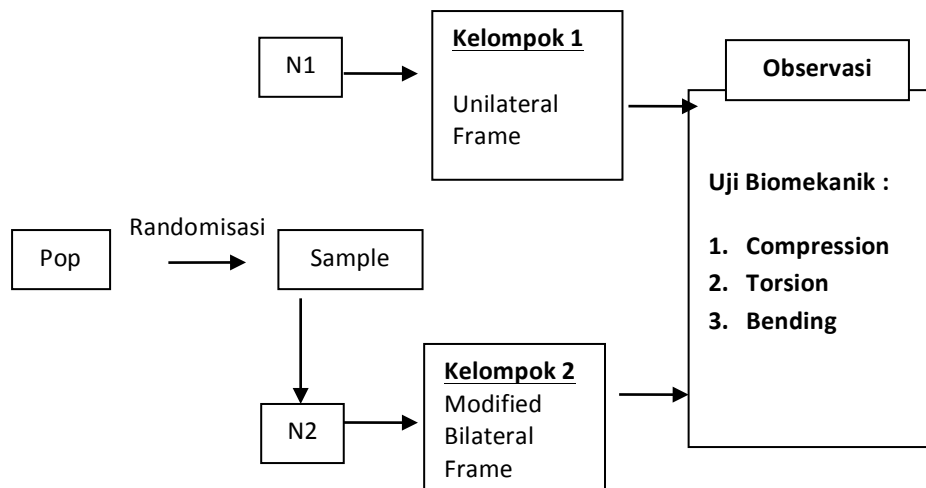 N1
Kelompok 1
Unilateral
Frame
Observasi
Uji Biomekanik :
1. Compression
2. Torsion
3. Bending
Pop
Randomisasi
Sample
N2
Kelompok 2
Modified
Bilateral
Frame